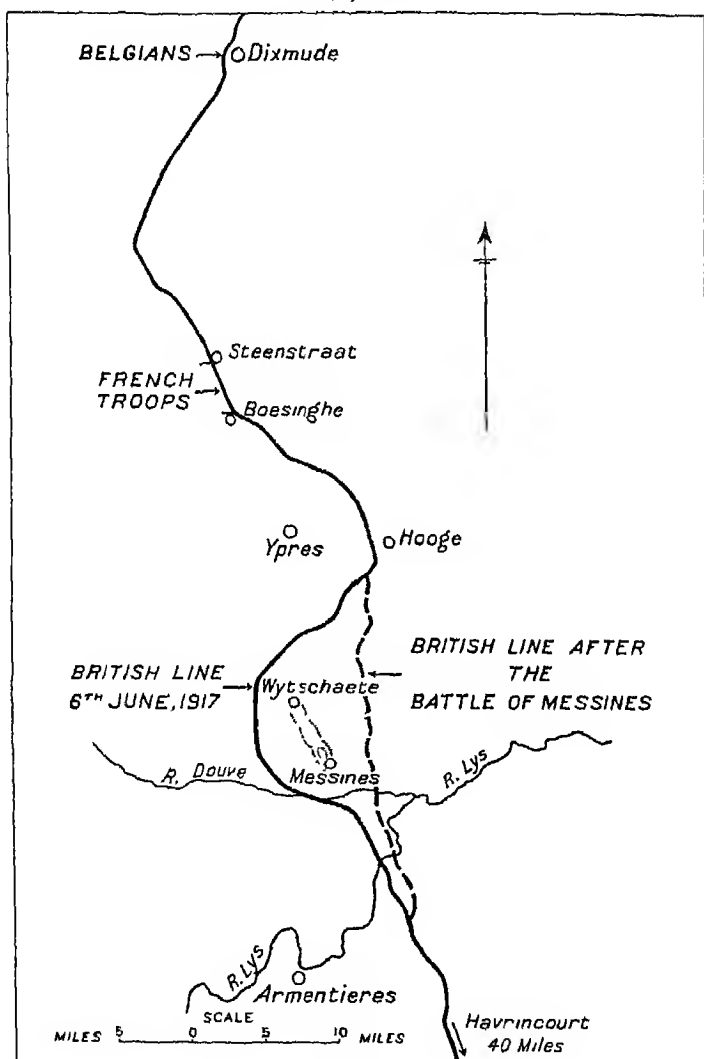 BELGIANS
Dixmude
Steenstraat
FRENCH
TROOPS
Boesinghe
Ypres
Hooge
BRITISH LINE
6TH JUNE, 1917
Wytschaete
BRITISH LINE AFTER
THE
BATTLE OF MESSINES
R. Douve
Messines
R. Lys
R. Lys
Armentieres
SCALE
MILES 5 0 5 10 MILES
Havrincourt
40 Miles